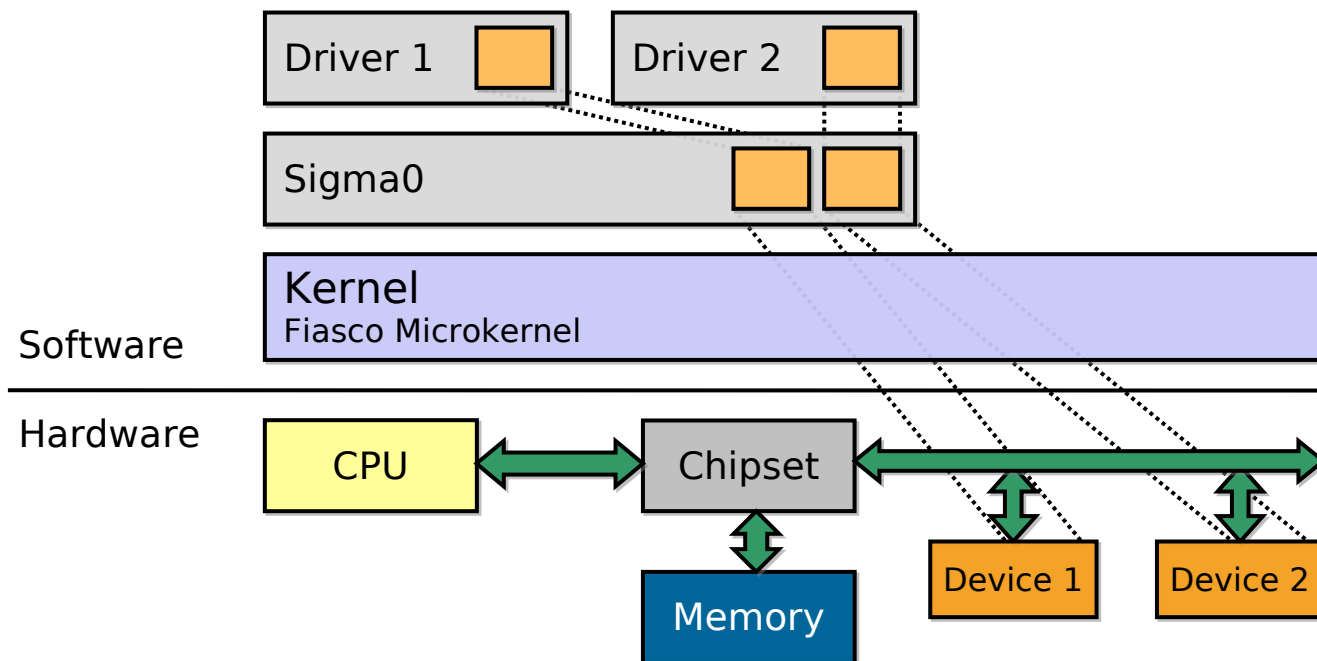 Driver 1
Driver 2
Sigma0
Kernel
Fiasco Microkernel
Software
Hardware
CPU
Chipset
Device 1
Device 2
Memory